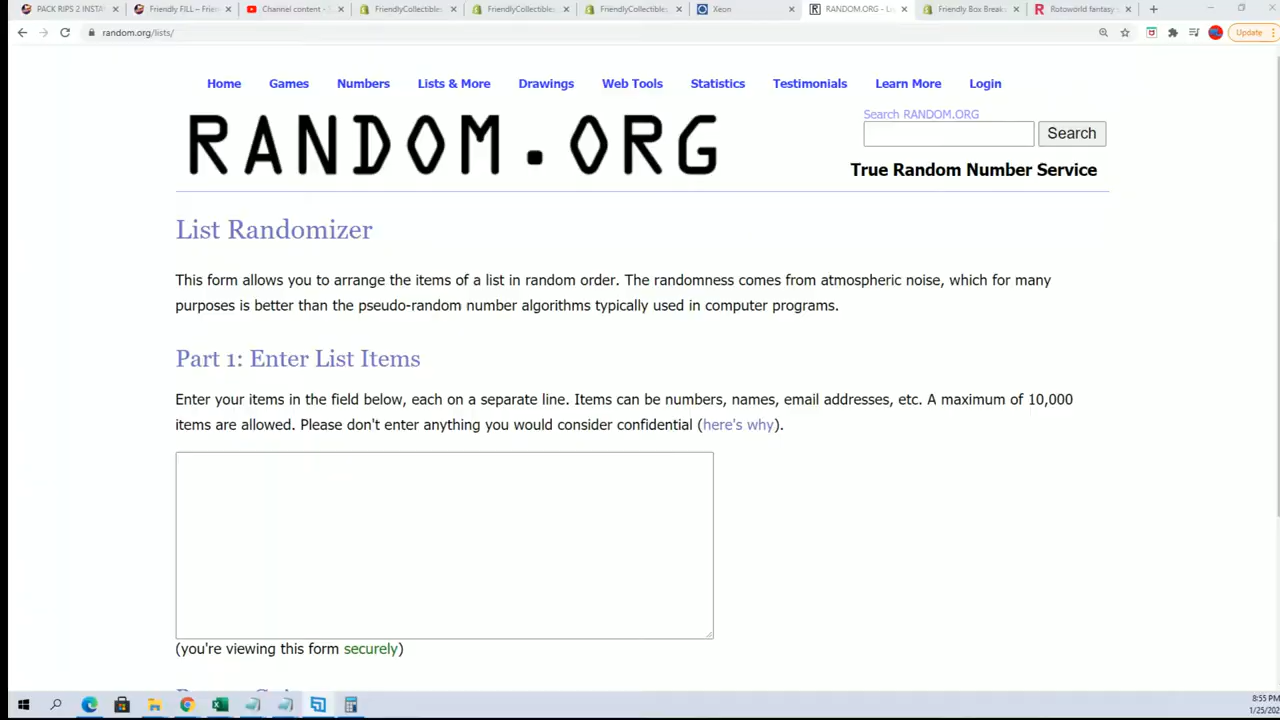 PACK RIPS 2 INSTA
Friendly FILL – Frien
Channel content -
FriendlyCollectibles
FriendlyCollectibles
FriendlyCollectibles
Xeon
RANDOM.ORG - L
Friendly Box Break
Rotoworld fantasy s
random.org/lists/
Update
Home Games Numbers Lists & More Drawings Web Tools Statistics Testimonials Learn More Login
RANDOM.ORG
Search RANDOM.ORG
Search
True Random Number Service
List Randomizer
This form allows you to arrange the items of a list in random order. The randomness comes from atmospheric noise, which for many
purposes is better than the pseudo-random number algorithms typically used in computer programs.
Part 1: Enter List Items
Enter your items in the field below, each on a separate line. Items can be numbers, names, email addresses, etc. A maximum of 10,000
items are allowed. Please don't enter anything you would consider confidential (here's why).
(you're viewing this form securely)
8:55 PM
1/25/202